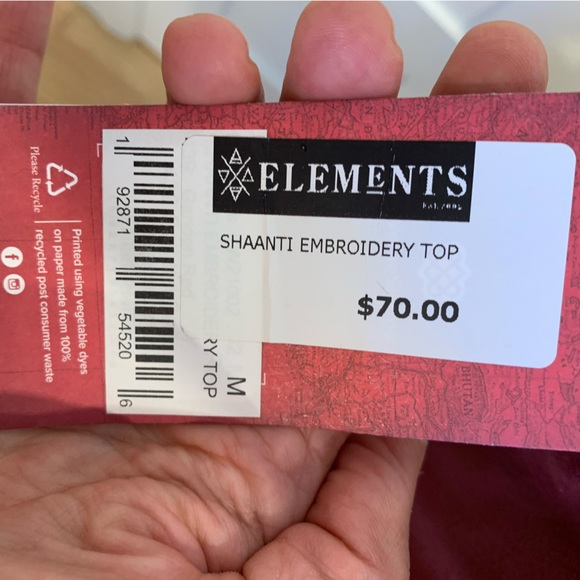 ELEMENTS
EST. 2002
SHAANTI EMBROIDERY TOP
$70.00
M
RY TOP
1 92871 54520 6
Please Recycle
Printed using vegetable dyes
on paper made from 100%
recycled post consumer waste
f
BHUTAN